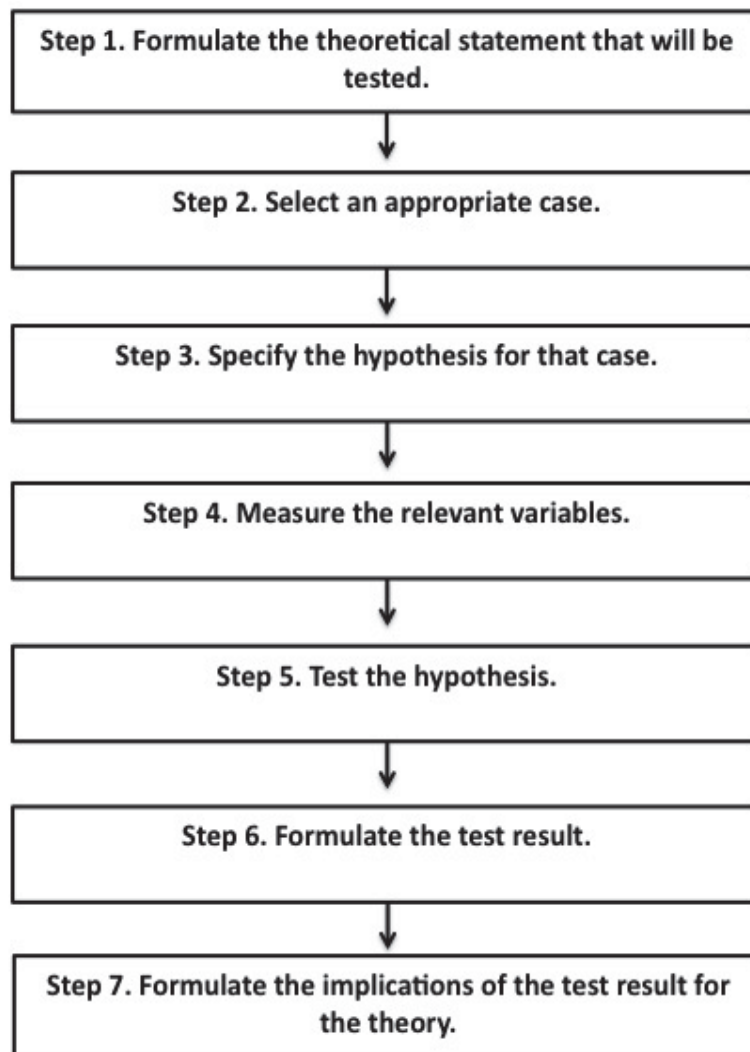 Step 1. Formulate the theoretical statement that will be
tested.
Step 2. Select an appropriate case.
Step 3. Specify the hypothesis for that case.
Step 4. Measure the relevant variables.
Step 5. Test the hypothesis.
Step 6. Formulate the test result.
Step 7. Formulate the implications of the test result for
the theory.